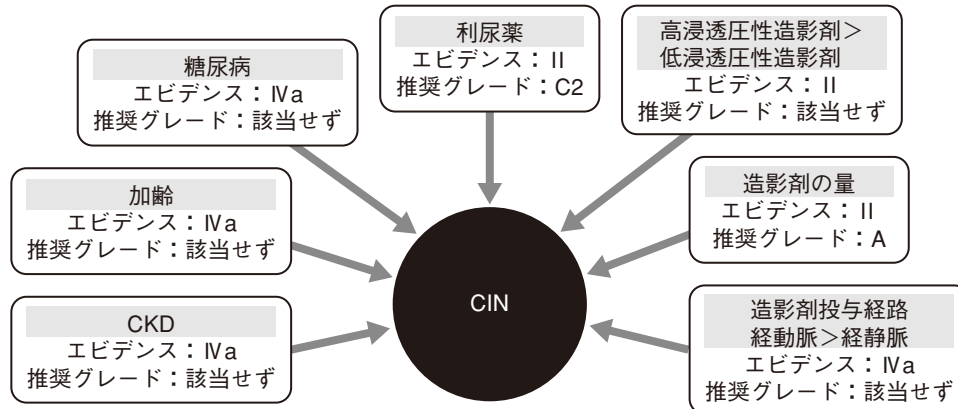 糖尿病
エビデンス：Ⅳa
推奨グレード：該当せず
利尿薬
エビデンス：Ⅱ
推奨グレード：C2
高浸透圧性造影剤＞
低浸透圧性造影剤
エビデンス：Ⅱ
推奨グレード：該当せず
加齢
エビデンス：Ⅳa
推奨グレード：該当せず
造影剤の量
エビデンス：Ⅱ
推奨グレード：A
CKD
エビデンス：Ⅳa
推奨グレード：該当せず
CIN
造影剤投与経路
経動脈＞経静脈
エビデンス：Ⅳa
推奨グレード：該当せず